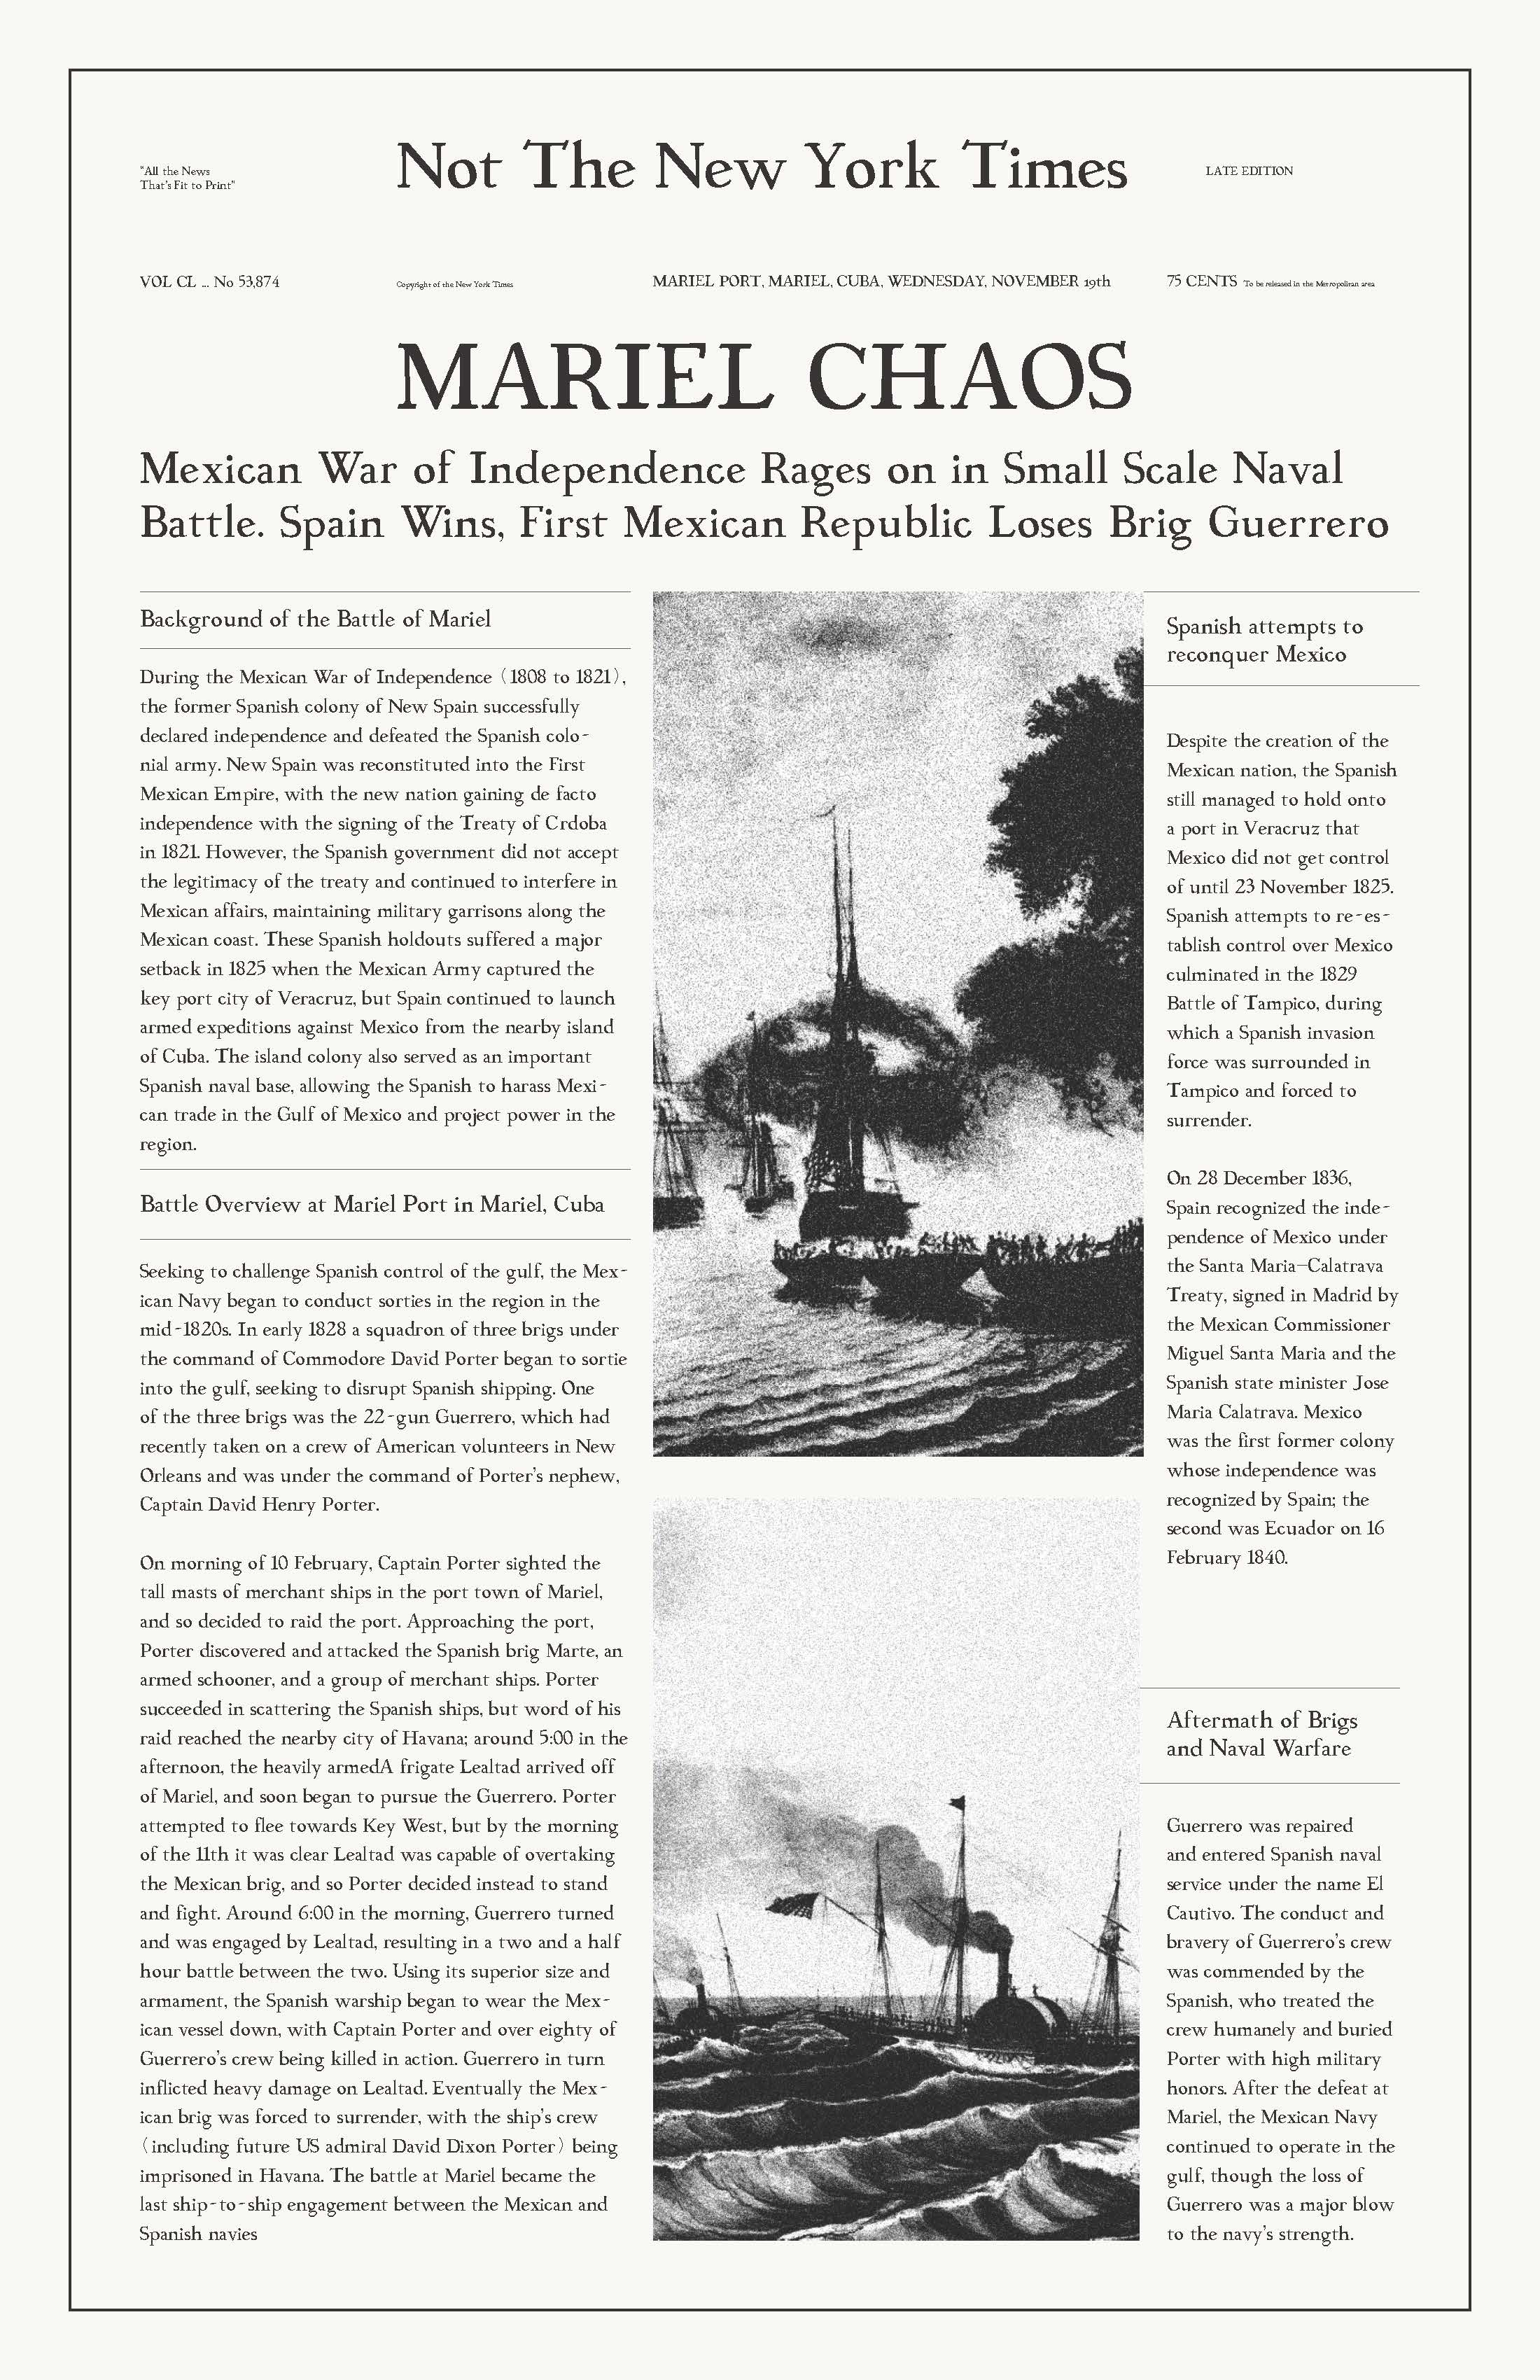 "All the News
That's Fit to Print"
Not The New York Times
LATE EDITION
VOL CL ... No 53,874
Copyright of the New York Times
MARIEL PORT, MARIEL, CUBA, WEDNESDAY, NOVEMBER 19th
75 CENTS To be released in the Metropolitan area
MARIEL CHAOS
Mexican War of Independence Rages on in Small Scale Naval
Battle. Spain Wins, First Mexican Republic Loses Brig Guerrero
Background of the Battle of Mariel
During the Mexican War of Independence (1808 to 1821),
the former Spanish colony of New Spain successfully
declared independence and defeated the Spanish colo-
nial army. New Spain was reconstituted into the First
Mexican Empire, with the new nation gaining de facto
independence with the signing of the Treaty of Crdoba
in 1821. However, the Spanish government did not accept
the legitimacy of the treaty and continued to interfere in
Mexican affairs, maintaining military garrisons along the
Mexican coast. These Spanish holdouts suffered a major
setback in 1825 when the Mexican Army captured the
key port city of Veracruz, but Spain continued to launch
armed expeditions against Mexico from the nearby island
of Cuba. The island colony also served as an important
Spanish naval base, allowing the Spanish to harass Mexi-
can trade in the Gulf of Mexico and project power in the
region.
Battle Overview at Mariel Port in Mariel, Cuba
Seeking to challenge Spanish control of the gulf, the Mex-
ican Navy began to conduct sorties in the region in the
mid-1820s. In early 1828 a squadron of three brigs under
the command of Commodore David Porter began to sortie
into the gulf, seeking to disrupt Spanish shipping. One
of the three brigs was the 22-gun Guerrero, which had
recently taken on a crew of American volunteers in New
Orleans and was under the command of Porter's nephew,
Captain David Henry Porter.
On morning of 10 February, Captain Porter sighted the
tall masts of merchant ships in the port town of Mariel,
and so decided to raid the port. Approaching the port,
Porter discovered and attacked the Spanish brig Marte, an
armed schooner, and a group of merchant ships. Porter
succeeded in scattering the Spanish ships, but word of his
raid reached the nearby city of Havana; around 5:00 in the
afternoon, the heavily armedA frigate Lealtad arrived off
of Mariel, and soon began to pursue the Guerrero. Porter
attempted to flee towards Key West, but by the morning
of the 11th it was clear Lealtad was capable of overtaking
the Mexican brig, and so Porter decided instead to stand
and fight. Around 6:00 in the morning, Guerrero turned
and was engaged by Lealtad, resulting in a two and a half
hour battle between the two. Using its superior size and
armament, the Spanish warship began to wear the Mex-
ican vessel down, with Captain Porter and over eighty of
Guerrero's crew being killed in action. Guerrero in turn
inflicted heavy damage on Lealtad. Eventually the Mex-
ican brig was forced to surrender, with the ship's crew
(including future US admiral David Dixon Porter) being
imprisoned in Havana. The battle at Mariel became the
last ship-to-ship engagement between the Mexican and
Spanish navies
Spanish attempts to
reconquer Mexico
Despite the creation of the
Mexican nation, the Spanish
still managed to hold onto
a port in Veracruz that
Mexico did not get control
of until 23 November 1825.
Spanish attempts to re-es-
tablish control over Mexico
culminated in the 1829
Battle of Tampico, during
which a Spanish invasion
force was surrounded in
Tampico and forced to
surrender.
On 28 December 1836,
Spain recognized the inde-
pendence of Mexico under
the Santa Maria–Calatrava
Treaty, signed in Madrid by
the Mexican Commissioner
Miguel Santa Maria and the
Spanish state minister Jose
Maria Calatrava. Mexico
was the first former colony
whose independence was
recognized by Spain; the
second was Ecuador on 16
February 1840.
Aftermath of Brigs
and Naval Warfare
Guerrero was repaired
and entered Spanish naval
service under the name El
Cautivo. The conduct and
bravery of Guerrero's crew
was commended by the
Spanish, who treated the
crew humanely and buried
Porter with high military
honors. After the defeat at
Mariel, the Mexican Navy
continued to operate in the
gulf, though the loss of
Guerrero was a major blow
to the navy's strength.